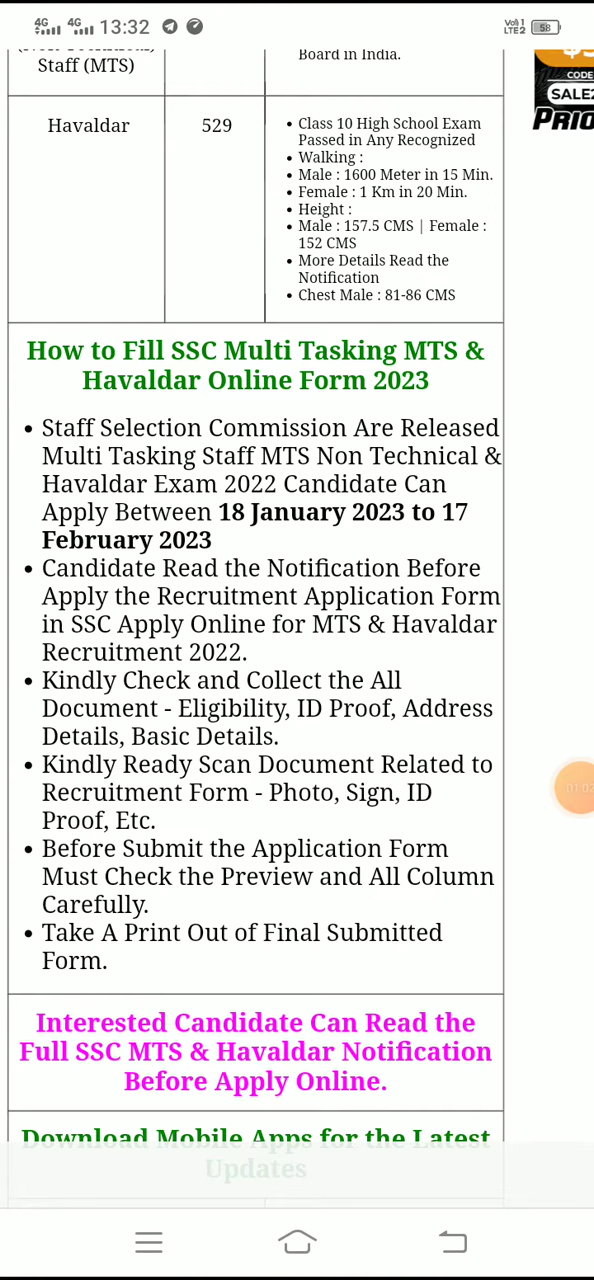 4G 4G 13:32 VoI) 1 LTE2 58
Staff (MTS)
Board in India.
CODE
SALE2
PRIO
Havaldar
529
• Class 10 High School Exam
Passed in Any Recognized
• Walking :
• Male : 1600 Meter in 15 Min.
• Female : 1 Km in 20 Min.
• Height :
• Male : 157.5 CMS | Female :
152 CMS
• More Details Read the
Notification
• Chest Male : 81-86 CMS
How to Fill SSC Multi Tasking MTS &
Havaldar Online Form 2023
• Staff Selection Commission Are Released
Multi Tasking Staff MTS Non Technical &
Havaldar Exam 2022 Candidate Can
Apply Between 18 January 2023 to 17
February 2023
• Candidate Read the Notification Before
Apply the Recruitment Application Form
in SSC Apply Online for MTS & Havaldar
Recruitment 2022.
• Kindly Check and Collect the All
Document - Eligibility, ID Proof, Address
Details, Basic Details.
• Kindly Ready Scan Document Related to
Recruitment Form - Photo, Sign, ID
Proof, Etc.
• Before Submit the Application Form
Must Check the Preview and All Column
Carefully.
• Take A Print Out of Final Submitted
Form.
Interested Candidate Can Read the
Full SSC MTS & Havaldar Notification
Before Apply Online.
Download Mobile Apps for the Latest
Updates